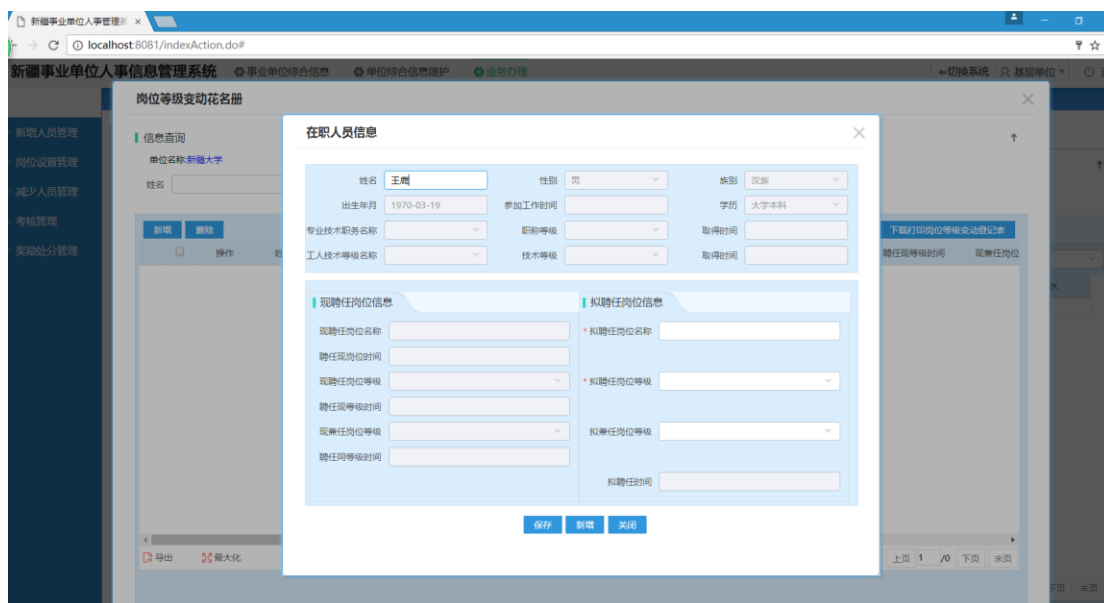 新疆事业单位人事管理系 ×
localhost:8081/indexAction.do#
新疆事业单位人事信息管理系统 事业单位综合信息 单位综合信息维护 业务办理 切换系统 基层单位
新增人员管理
岗位设置管理
减少人员管理
考核管理
奖励处分管理
岗位等级变动花名册 ×
信息查询
单位名称:新疆大学
姓名
新增 删除 下载打印岗位等级变动登记表
操作 聘任现等级时间 现兼任岗位
在职人员信息 ×
姓名 王鹿 性别 男 族别 汉族
出生年月 1970-03-19 参加工作时间 学历 大学本科
专业技术职务名称 职称等级 取得时间
工人技术等级名称 技术等级 取得时间
现聘任岗位信息 拟聘任岗位信息
现聘任岗位名称 * 拟聘任岗位名称
聘任现岗位时间
现聘任岗位等级 * 拟聘任岗位等级
聘任现等级时间
现兼任岗位等级 拟兼任岗位等级
聘任同等级时间
拟聘任时间
保存 新增 关闭
导出 最大化 上页 1 /0 下页 末页
下页 末页